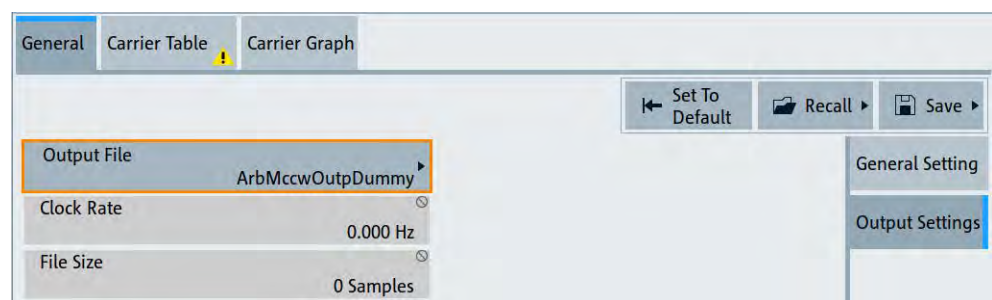 General
Carrier Table
Carrier Graph
Set To
Default
Recall
Save
Output File
ArbMccwOutpDummy
General Setting
Clock Rate
0.000 Hz
Output Settings
File Size
0 Samples